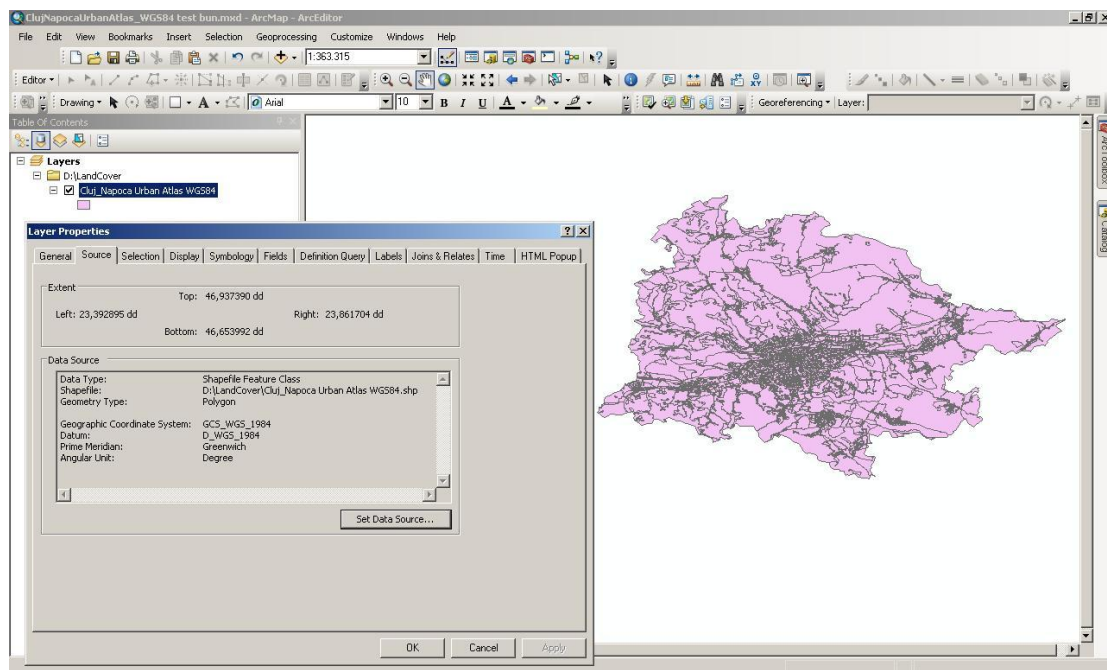 ClujNapocaUrbanAtlas_WGS84 test bun.mxd - ArcMap - ArcEditor
File Edit View Bookmarks Insert Selection Geoprocessing Customize Windows Help
1:363.315
Editor
Drawing A Arial 10 B I U A Georeferencing Layer:
Table Of Contents
Layers
D:\LandCover
Cluj_Napoca Urban Atlas WGS84
ArcToolbox
Catalog
Layer Properties
General Source Selection Display Symbology Fields Definition Query Labels Joins & Relates Time HTML Popup
Extent
Top: 46,937390 dd
Left: 23,392895 dd Right: 23,861704 dd
Bottom: 46,653992 dd
Data Source
Data Type: Shapefile Feature Class
Shapefile: D:\LandCover\Cluj_Napoca Urban Atlas WGS84.shp
Geometry Type: Polygon
Geographic Coordinate System: GCS_WGS_1984
Datum: D_WGS_1984
Prime Meridian: Greenwich
Angular Unit: Degree
Set Data Source...
OK Cancel Apply